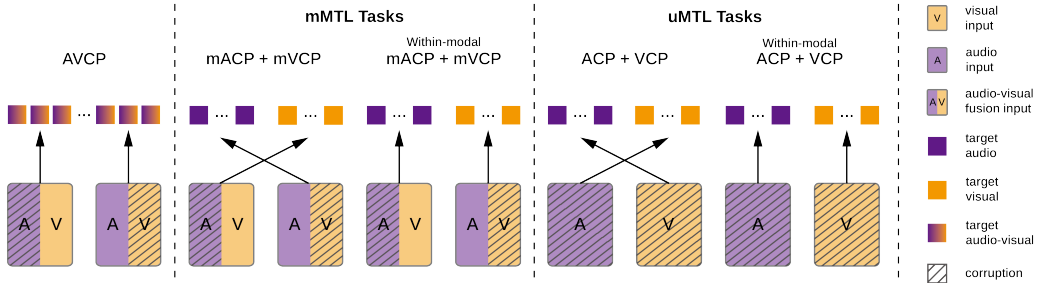 mMTL Tasks
uMTL Tasks
AVCP
mACP + mVCP
Within-modal
mACP + mVCP
ACP + VCP
Within-modal
ACP + VCP
... ... ... ... ... ... ... ... ...
A V
A V
A V
A V
A V
A V
A
V
A
V
V
visual
input
A
audio
input
A V
audio-visual
fusion input
target
audio
target
visual
target
audio-visual
corruption